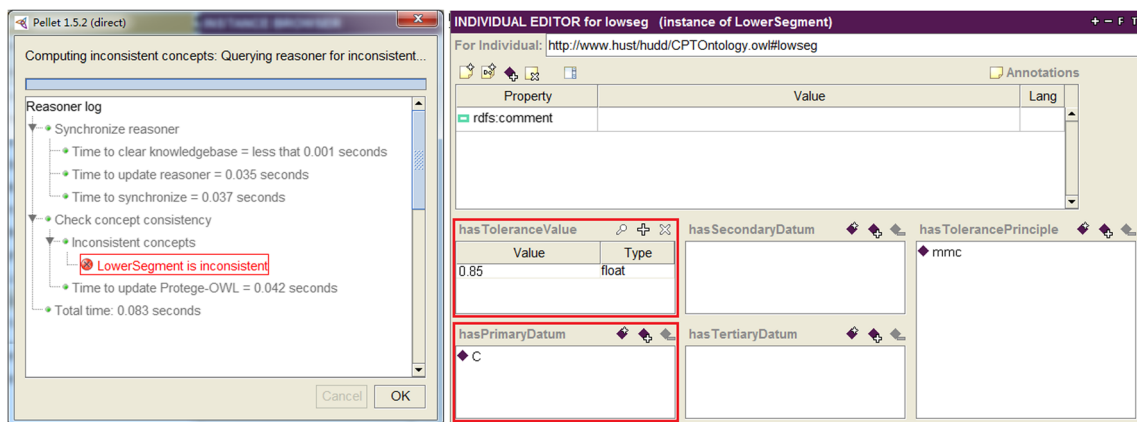 Pellet 1.5.2 (direct)
Computing inconsistent concepts: Querying reasoner for inconsistent...
Reasoner log
Synchronize reasoner
Time to clear knowledgebase = less that 0.001 seconds
Time to update reasoner = 0.035 seconds
Time to synchronize = 0.037 seconds
Check concept consistency
Inconsistent concepts
LowerSegment is inconsistent
Time to update Protege-OWL = 0.042 seconds
Total time: 0.083 seconds
Cancel OK
INDIVIDUAL EDITOR for lowseg (instance of LowerSegment) + − F T
For Individual: http://www.hust/hudd/CPTOntology.owl#lowseg
Annotations
Property Value Lang
rdfs:comment
hasToleranceValue hasSecondaryDatum hasTolerancePrinciple
Value Type mmc
0.85 float
hasPrimaryDatum hasTertiaryDatum
C